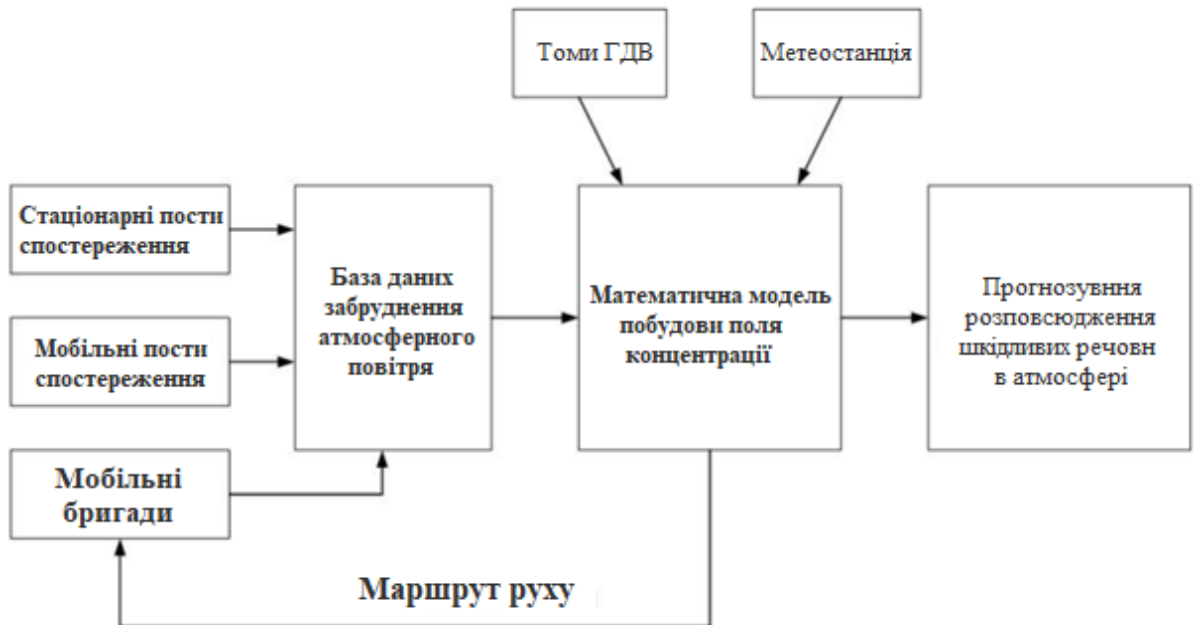 Томи ГДВ
Метеостанція
Стаціонарні пости
спостереження
База даних
забруднення
атмосферного
повітря
Математична модель
побудови поля
концентрації
Прогнозувння
розповсюдження
шкідливих речовн
в атмосфері
Мобільні пости
спостереження
Мобільні
бригади
Маршрут руху